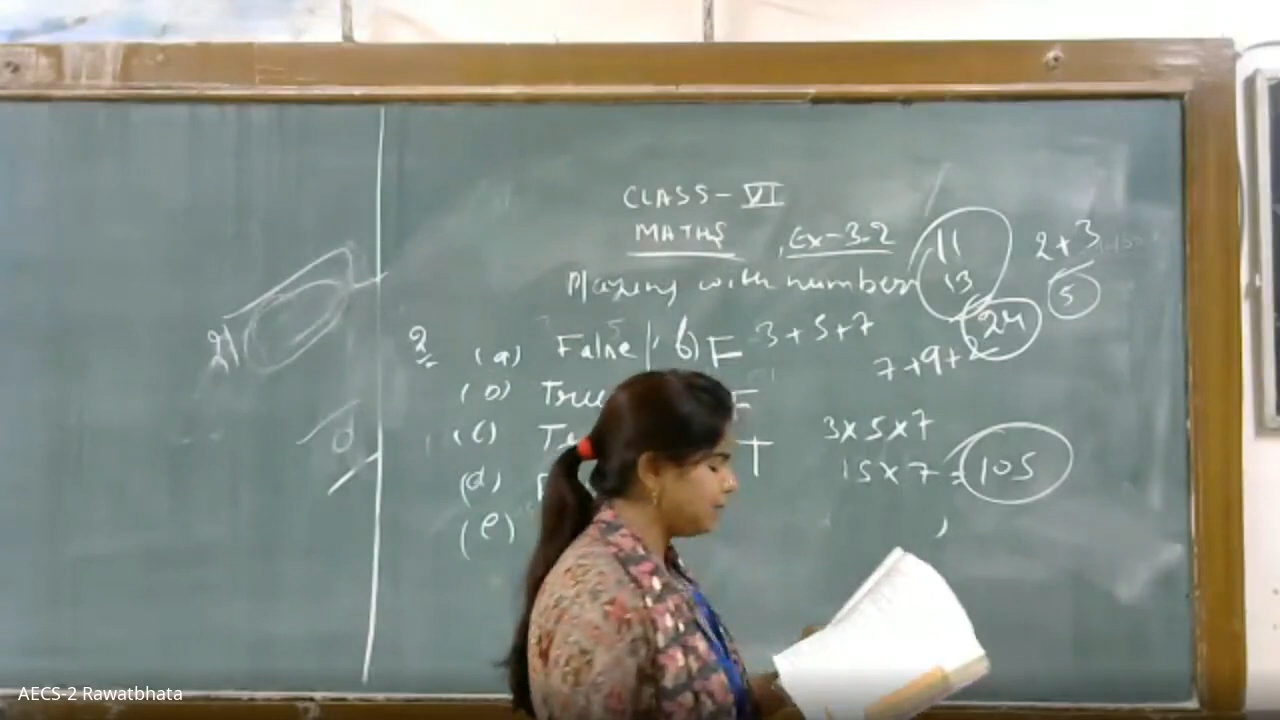 CLASS-VI
MATHS , Ex-3.2
Playing with numbers
11
13
2+3
5
24
2
(a) False
b) F 3+5+7
7+9+
(b) True
F
(c)
T
3x5x7
15x7 = 105
(d)
(e)
AECS-2 Rawatbhata